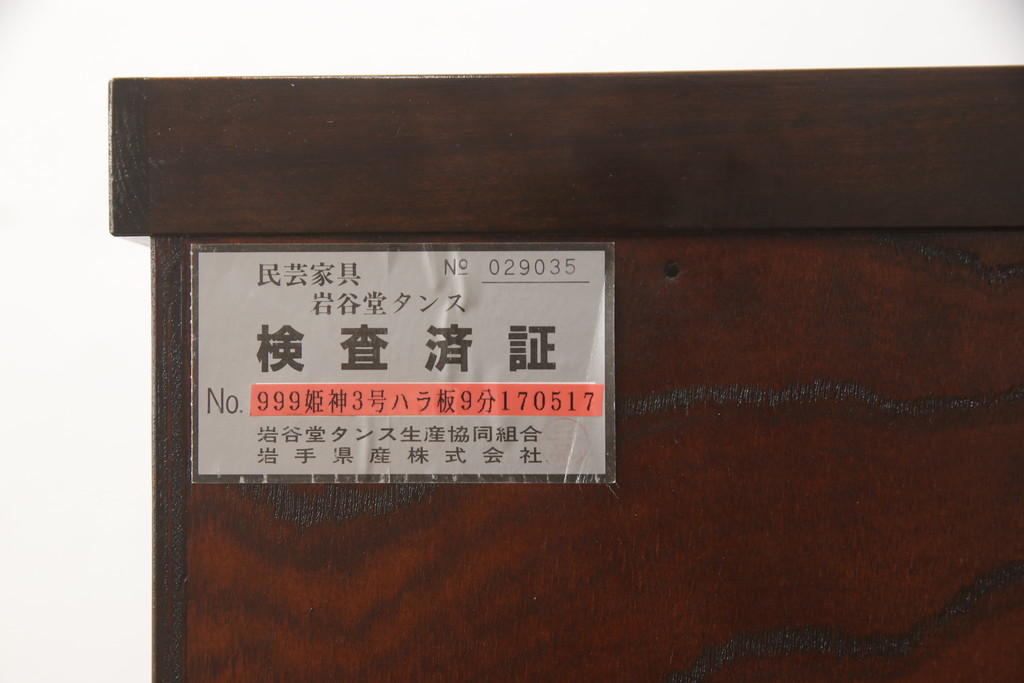 民芸家具 № 029035
岩谷堂タンス
検査済証
No. 999姫神3号ハラ板9分170517
岩谷堂タンス生産協同組合
岩手県産株式会社